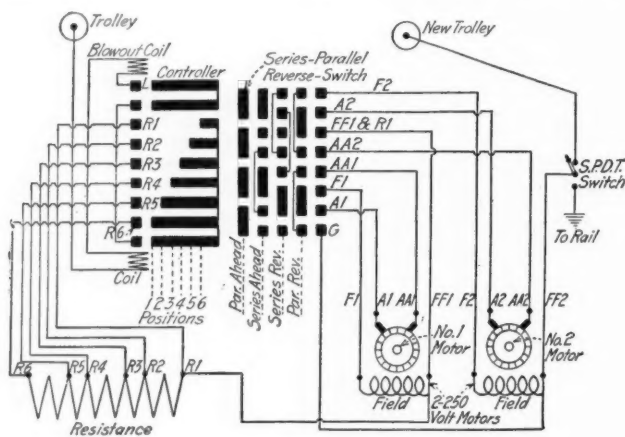 Trolley
New Trolley
Blowout Coil
Controller
Series-Parallel
Reverse-Switch
L
R1
R2
R3
R4
R5
R6
Coil
1 2 3 4 5 6
Positions
Par. Ahead
Series Ahead
Series Rev.
Par. Rev.
F2
A2
FF1 & R1
AA2
AA1
F1
A1
G
S.P.D.T.
Switch
To Rail
F1
A1
AA1
FF1
F2
A2
AA2
FF2
No.1
Motor
No.2
Motor
Field
2-250
Volt Motors
Field
R6
R5
R4
R3
R2
R1
Resistance